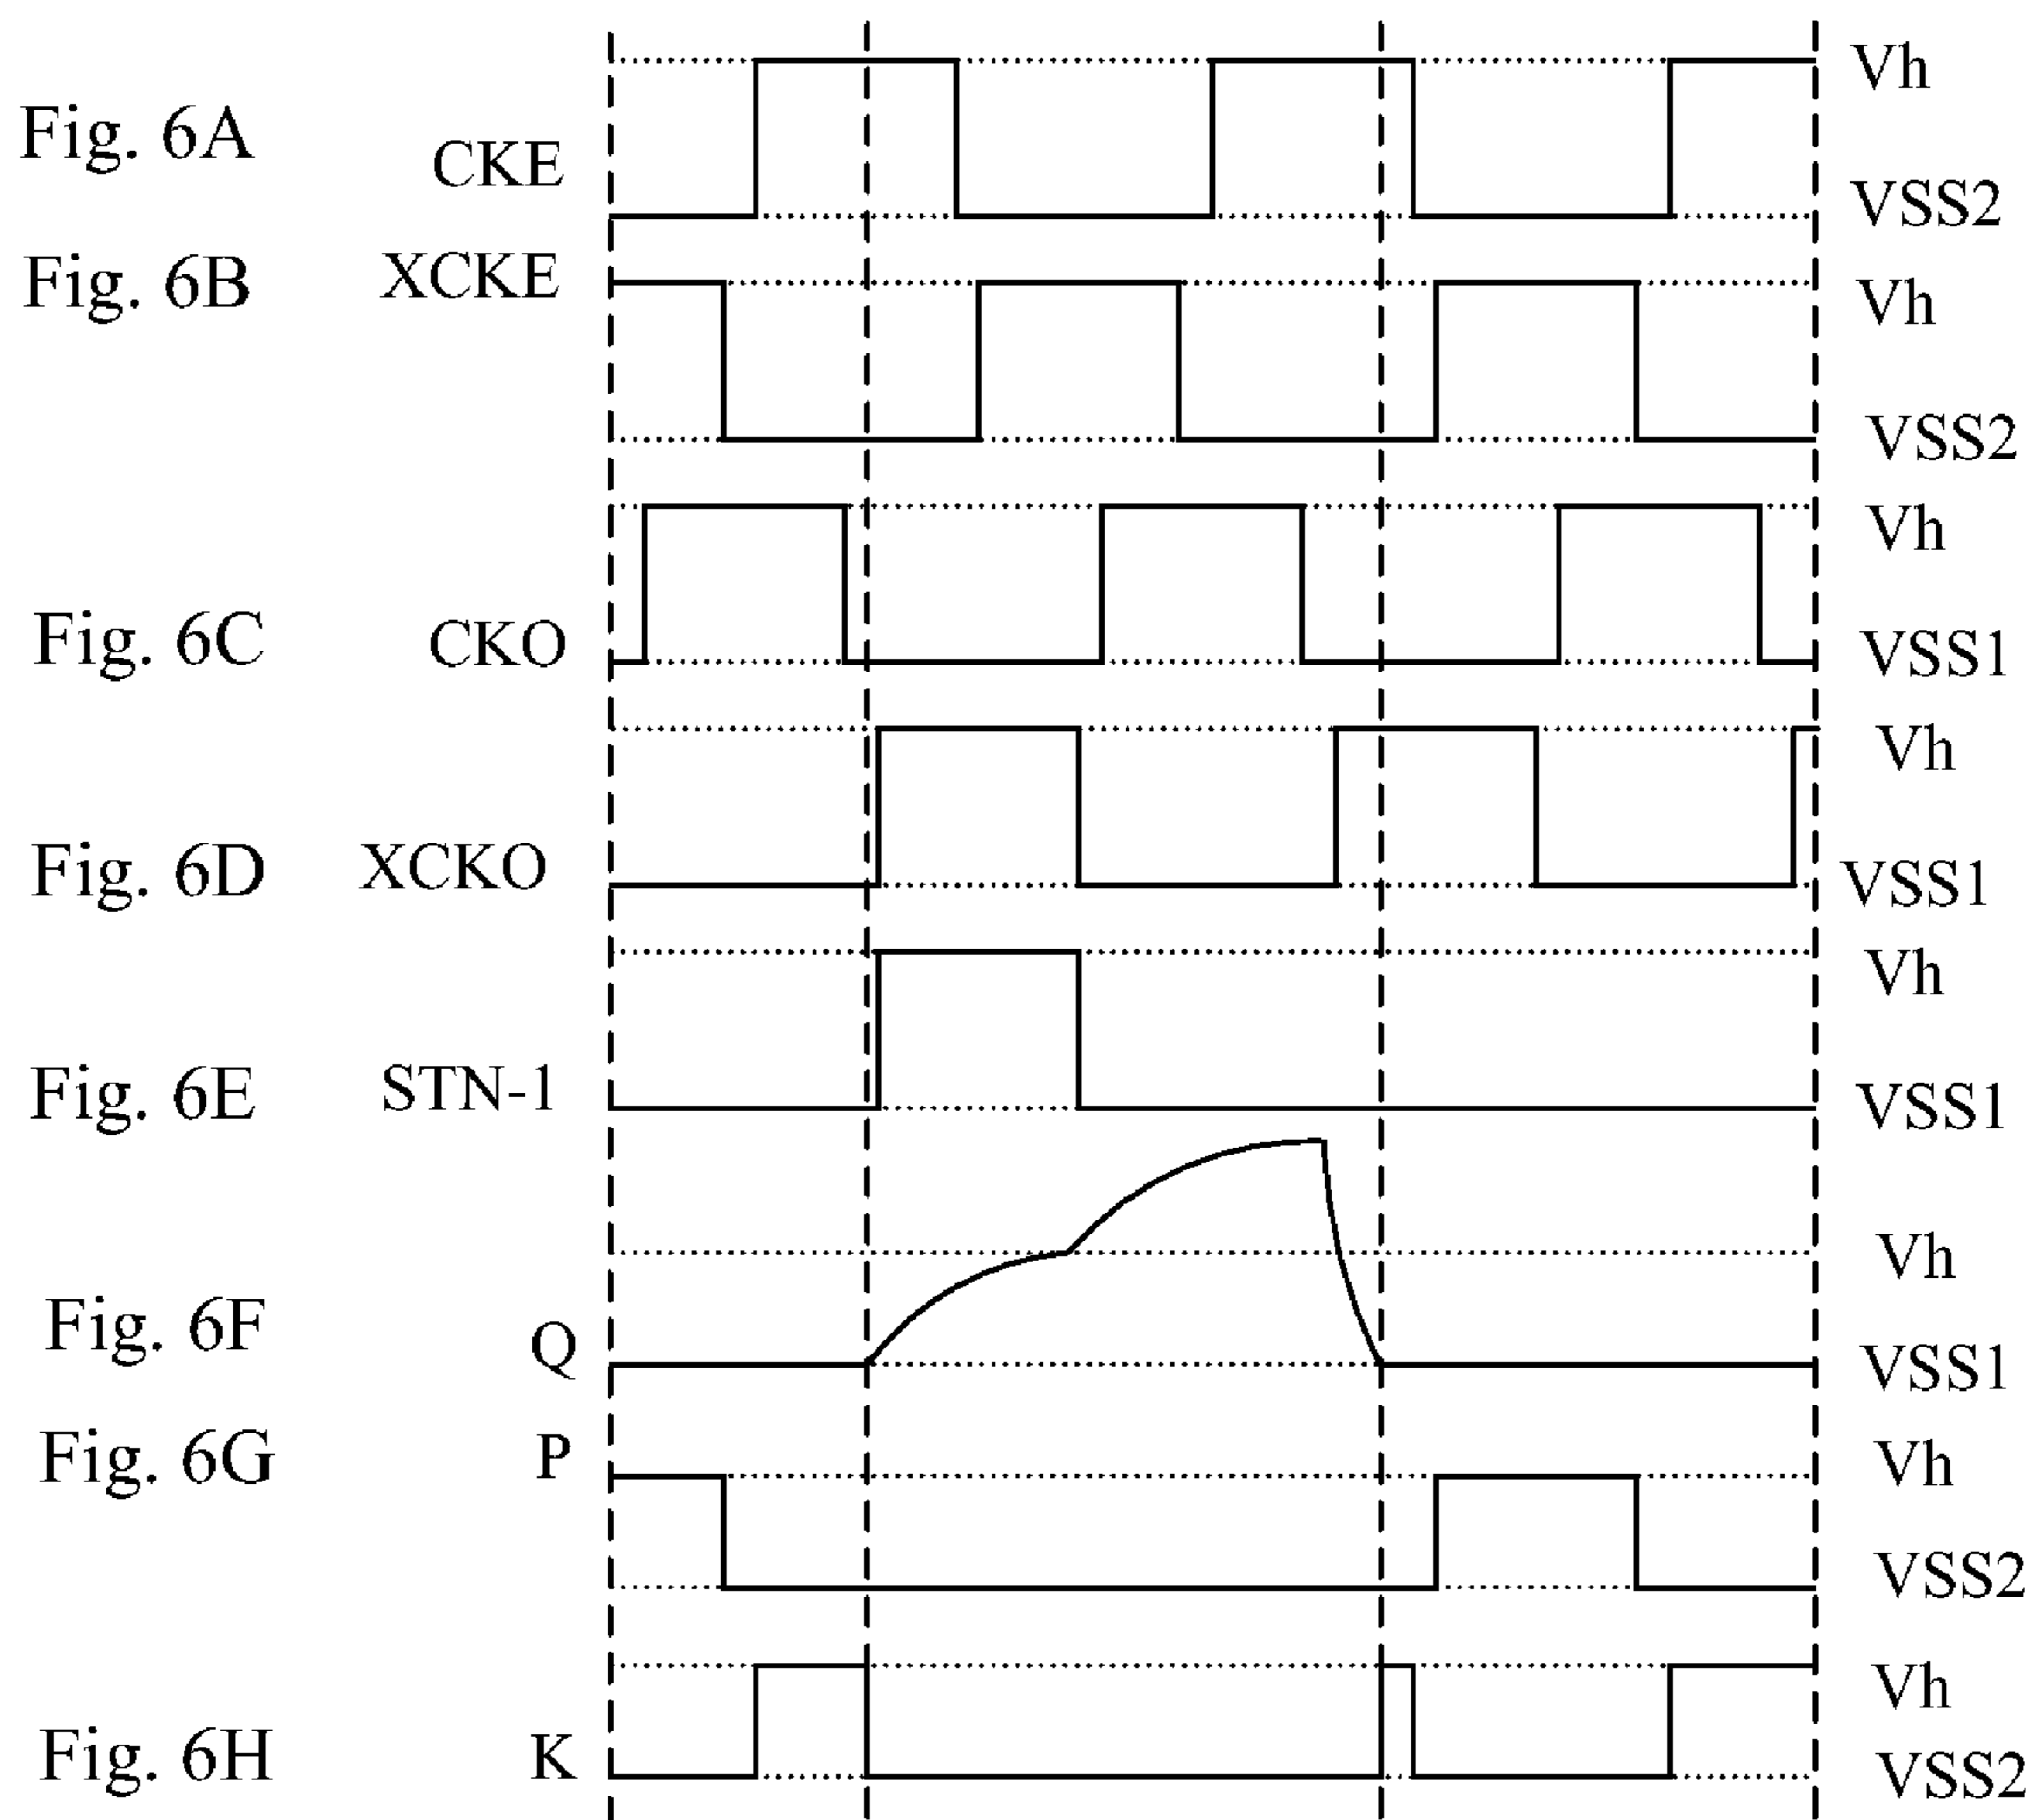 Vh
Fig. 6A CKE
VSS2
Fig. 6B XCKE Vh
VSS2
Vh
Fig. 6C CKO VSS1
Vh
Fig. 6D XCKO VSS1
Vh
Fig. 6E STN-1 VSS1
Vh
Fig. 6F Q VSS1
Fig. 6G P Vh
VSS2
Vh
Fig. 6H K VSS2